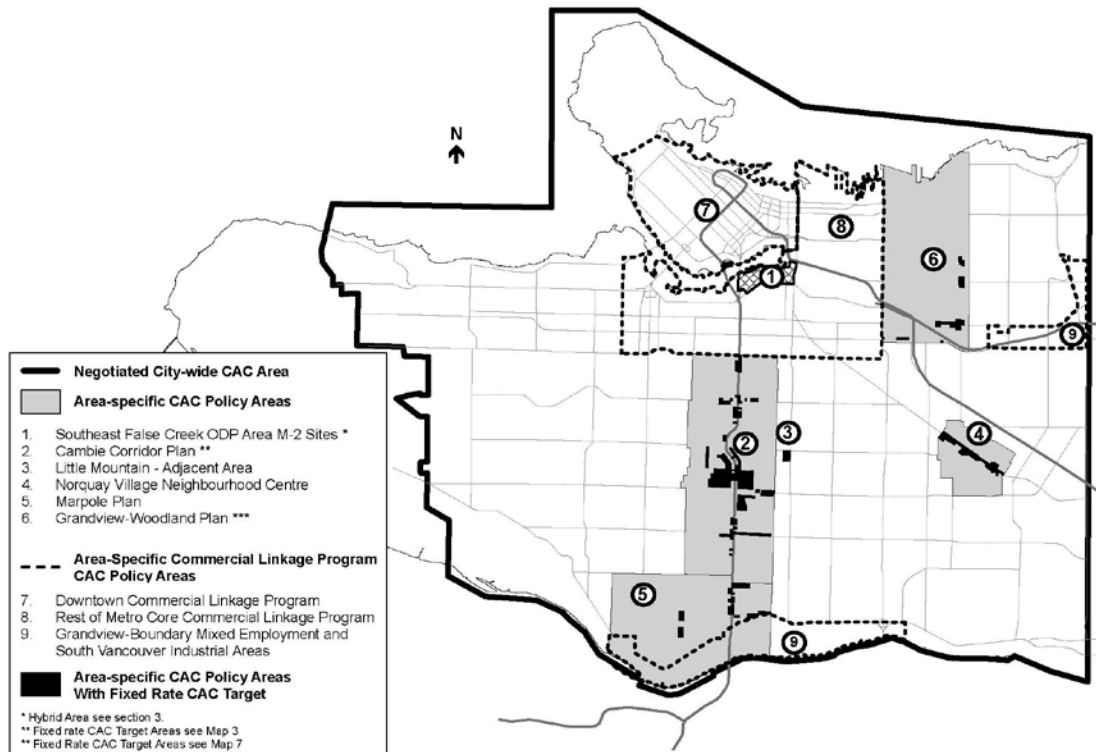 N
7
8
6
1
9
2
3
4
5
9
Negotiated City-wide CAC Area
Area-specific CAC Policy Areas
1. Southeast False Creek ODP Area M-2 Sites *
2. Cambie Corridor Plan **
3. Little Mountain - Adjacent Area
4. Norquay Village Neighbourhood Centre
5. Marpole Plan
6. Grandview-Woodland Plan ***
Area-Specific Commercial Linkage Program
CAC Policy Areas
7. Downtown Commercial Linkage Program
8. Rest of Metro Core Commercial Linkage Program
9. Grandview-Boundary Mixed Employment and
South Vancouver Industrial Areas
Area-specific CAC Policy Areas
With Fixed Rate CAC Target
* Hybrid Area see section 3.
** Fixed rate CAC Target Areas see Map 3
** Fixed Rate CAC Target Areas see Map 7